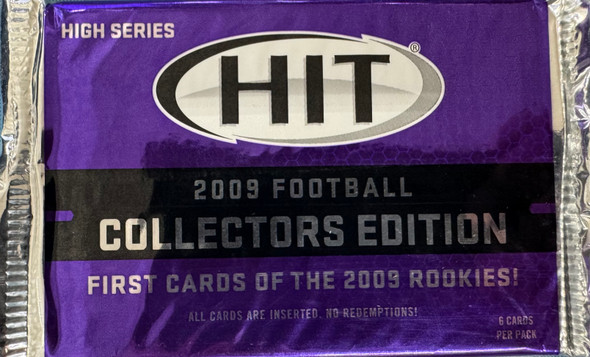 HIGH SERIES
HIT®
2009 FOOTBALL
COLLECTORS EDITION
FIRST CARDS OF THE 2009 ROOKIES!
ALL CARDS ARE INSERTED. NO REDEMPTIONS!
6 CARDS
PER PACK